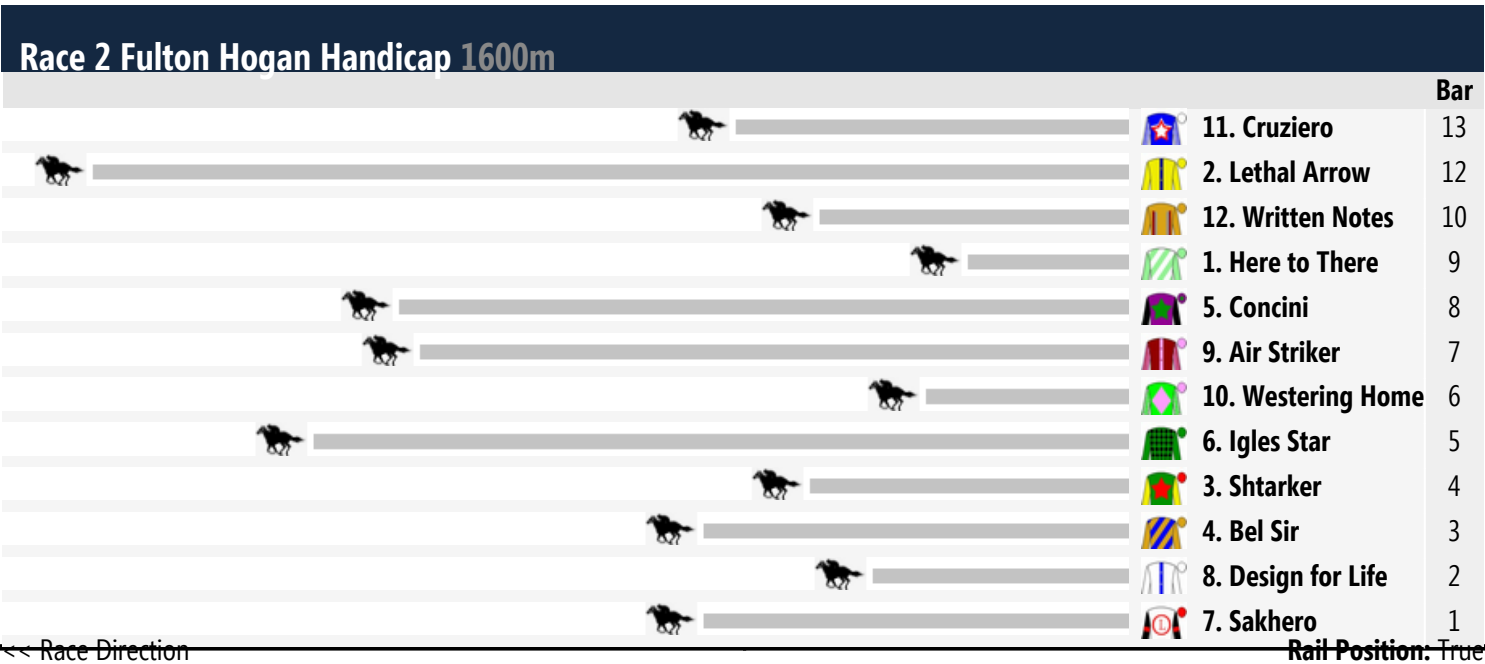 Race 2 Fulton Hogan Handicap 1600m
Bar
11. Cruziero 13
2. Lethal Arrow 12
12. Written Notes 10
1. Here to There 9
5. Concini 8
9. Air Striker 7
10. Westering Home 6
6. Igles Star 5
3. Shtarker 4
4. Bel Sir 3
8. Design for Life 2
7. Sakhero 1
<< Race Direction Rail Position: True